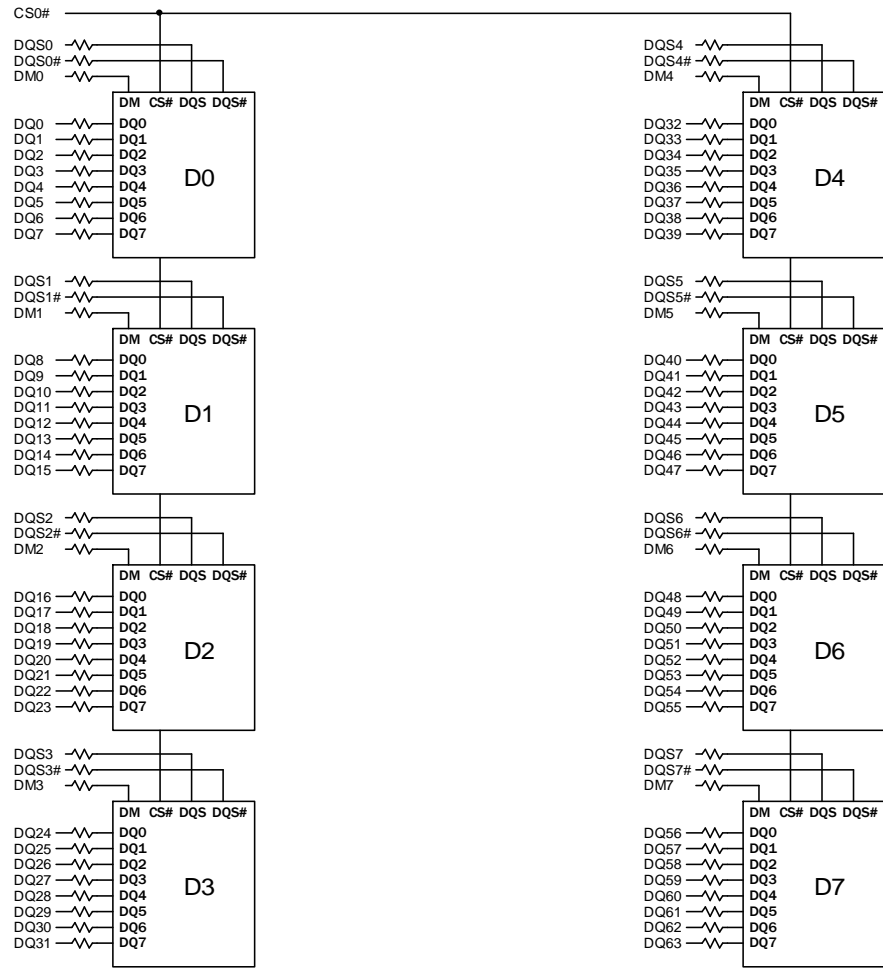 CS0#
DQS0
DQS0#
DM0
DM CS# DQS DQS#
DQ0 DQ0
DQ1 DQ1
DQ2 DQ2
DQ3 DQ3
DQ4 DQ4
DQ5 DQ5
DQ6 DQ6
DQ7 DQ7
D0
DQS1
DQS1#
DM1
DM CS# DQS DQS#
DQ8 DQ0
DQ9 DQ1
DQ10 DQ2
DQ11 DQ3
DQ12 DQ4
DQ13 DQ5
DQ14 DQ6
DQ15 DQ7
D1
DQS2
DQS2#
DM2
DM CS# DQS DQS#
DQ16 DQ0
DQ17 DQ1
DQ18 DQ2
DQ19 DQ3
DQ20 DQ4
DQ21 DQ5
DQ22 DQ6
DQ23 DQ7
D2
DQS3
DQS3#
DM3
DM CS# DQS DQS#
DQ24 DQ0
DQ25 DQ1
DQ26 DQ2
DQ27 DQ3
DQ28 DQ4
DQ29 DQ5
DQ30 DQ6
DQ31 DQ7
D3
DQS4
DQS4#
DM4
DM CS# DQS DQS#
DQ32 DQ0
DQ33 DQ1
DQ34 DQ2
DQ35 DQ3
DQ36 DQ4
DQ37 DQ5
DQ38 DQ6
DQ39 DQ7
D4
DQS5
DQS5#
DM5
DM CS# DQS DQS#
DQ40 DQ0
DQ41 DQ1
DQ42 DQ2
DQ43 DQ3
DQ44 DQ4
DQ45 DQ5
DQ46 DQ6
DQ47 DQ7
D5
DQS6
DQS6#
DM6
DM CS# DQS DQS#
DQ48 DQ0
DQ49 DQ1
DQ50 DQ2
DQ51 DQ3
DQ52 DQ4
DQ53 DQ5
DQ54 DQ6
DQ55 DQ7
D6
DQS7
DQS7#
DM7
DM CS# DQS DQS#
DQ56 DQ0
DQ57 DQ1
DQ58 DQ2
DQ59 DQ3
DQ60 DQ4
DQ61 DQ5
DQ62 DQ6
DQ63 DQ7
D7